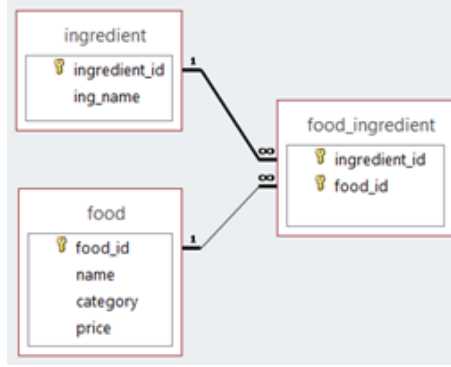 ingredient
ingredient_id
ing_name
1
∞
food_ingredient
ingredient_id
food_id
∞
1
food
food_id
name
category
price